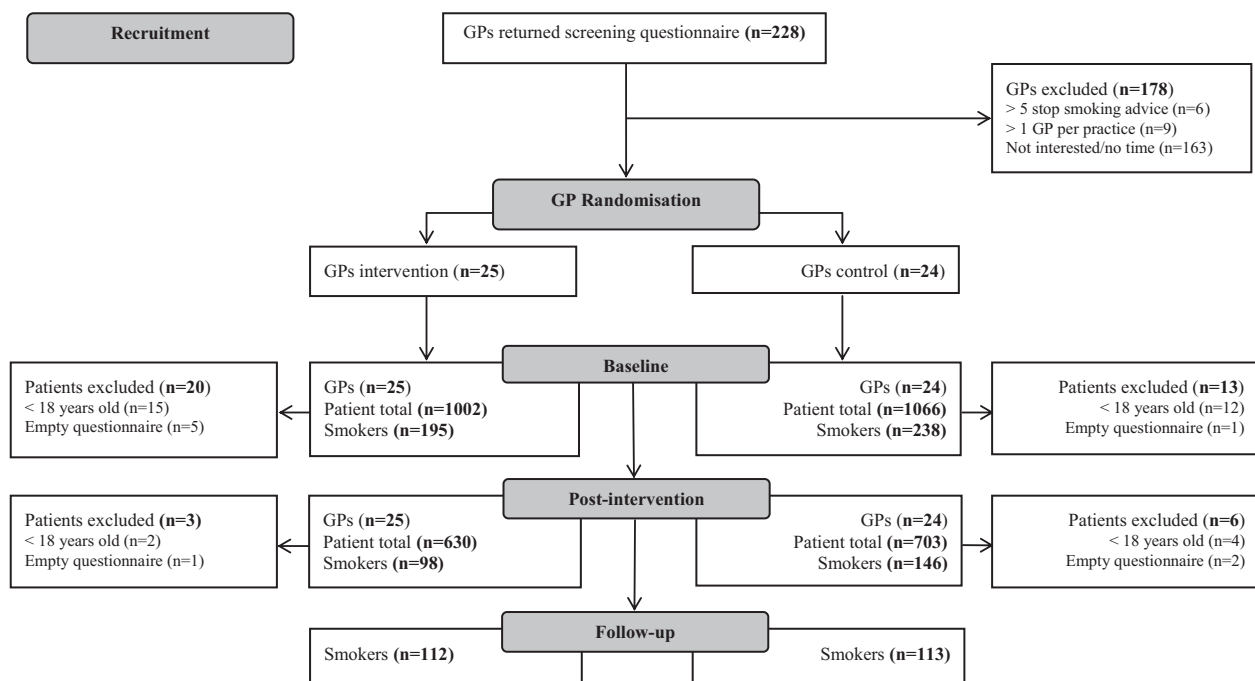 Recruitment
GPs returned screening questionnaire (n=228)
GPs excluded (n=178)
> 5 stop smoking advice (n=6)
> 1 GP per practice (n=9)
Not interested/no time (n=163)
GP Randomisation
GPs intervention (n=25)
GPs control (n=24)
Baseline
Patients excluded (n=20)
< 18 years old (n=15)
Empty questionnaire (n=5)
GPs (n=25)
Patient total (n=1002)
Smokers (n=195)
GPs (n=24)
Patient total (n=1066)
Smokers (n=238)
Patients excluded (n=13)
< 18 years old (n=12)
Empty questionnaire (n=1)
Post-intervention
Patients excluded (n=3)
< 18 years old (n=2)
Empty questionnaire (n=1)
GPs (n=25)
Patient total (n=630)
Smokers (n=98)
GPs (n=24)
Patient total (n=703)
Smokers (n=146)
Patients excluded (n=6)
< 18 years old (n=4)
Empty questionnaire (n=2)
Follow-up
Smokers (n=112)
Smokers (n=113)